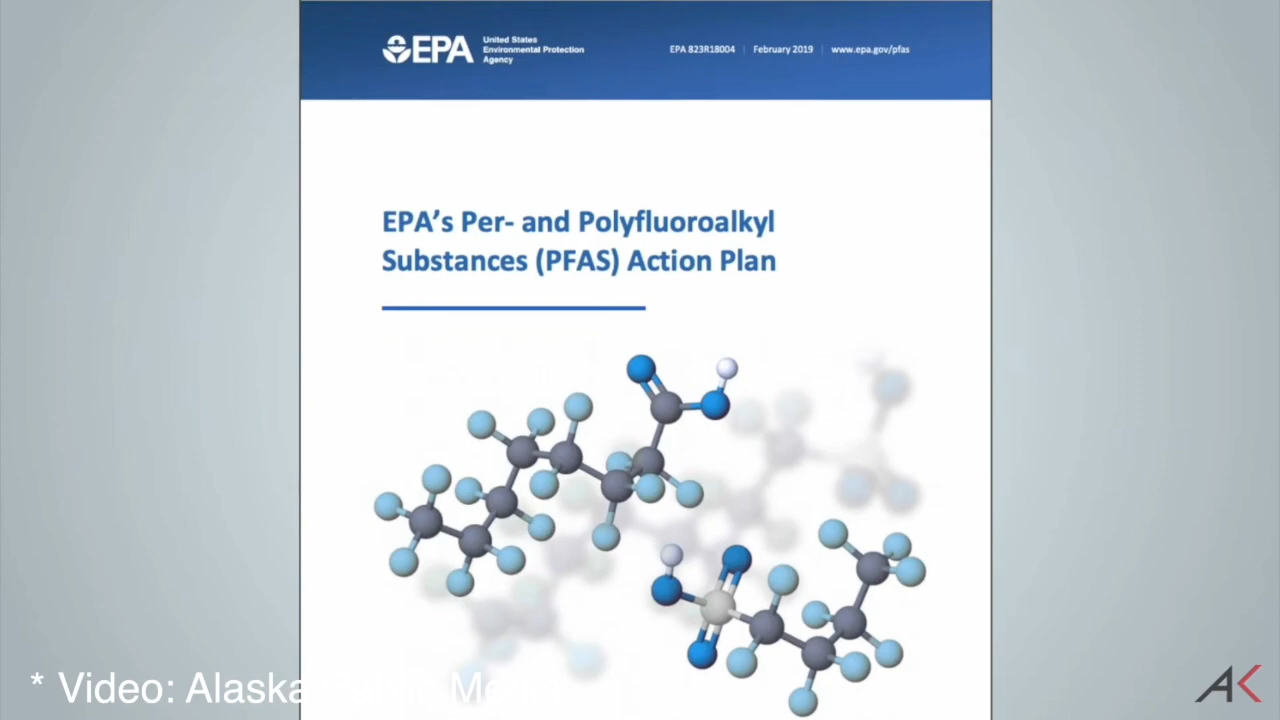 EPA
United States
Environmental Protection
Agency
EPA 823R18004 | February 2019 | www.epa.gov/pfas
EPA's Per- and Polyfluoroalkyl
Substances (PFAS) Action Plan
* Video: Alaska
AK